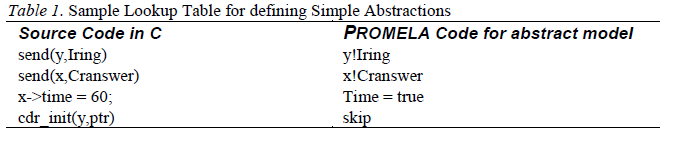 Table 1. Sample Lookup Table for defining Simple Abstractions
Source Code in C PROMELA Code for abstract model
send(y,Iring) y!Iring
send(x,Cranswer) x!Cranswer
x->time = 60; Time = true
cdr_init(y,ptr) skip